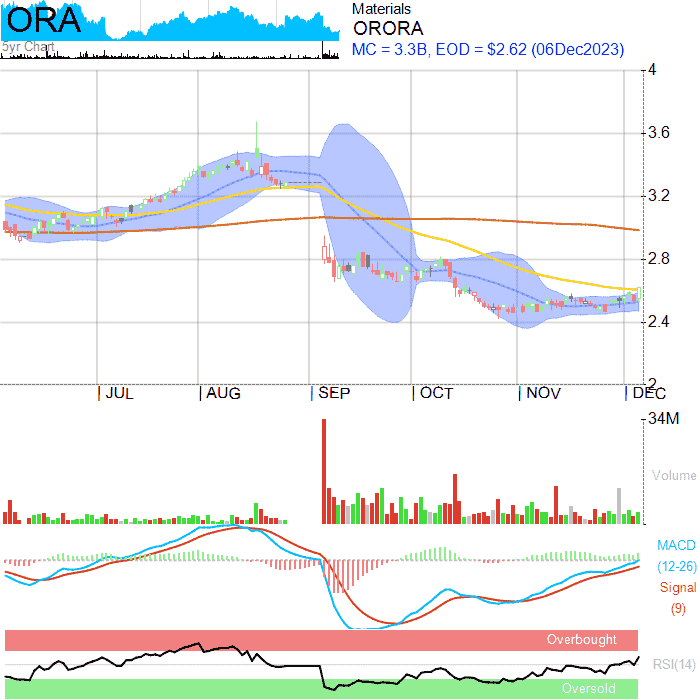 ORA
5yr Chart
Materials
ORORA
MC = 3.3B, EOD = $2.62 (06Dec2023)
4
3.6
3.2
2.8
2.4
2
JUL
AUG
SEP
OCT
NOV
DEC
34M
Volume
MACD
(12-26)
Signal
(9)
Overbought
RSI(14)
Oversold